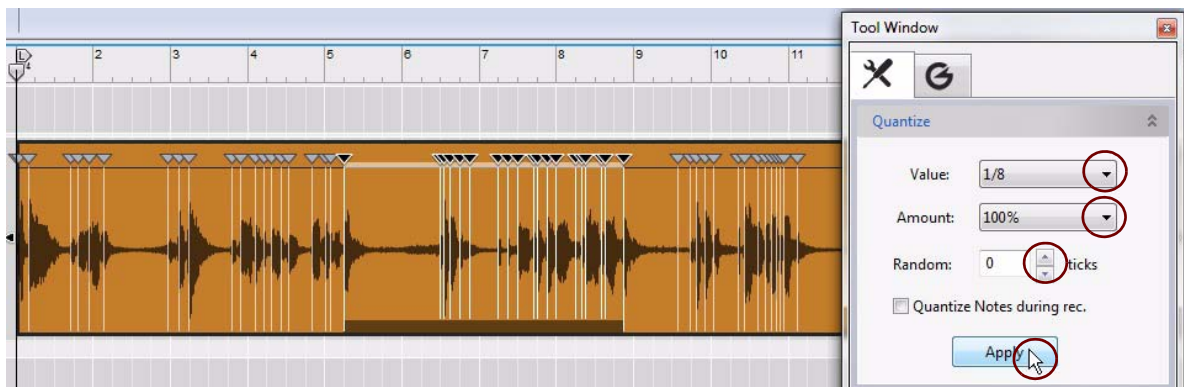 Tool Window
L 2 3 4 5 6 7 8 9 10 11
4
Quantize
Value: 1/8
Amount: 100%
Random: 0 ticks
Quantize Notes during rec.
Apply